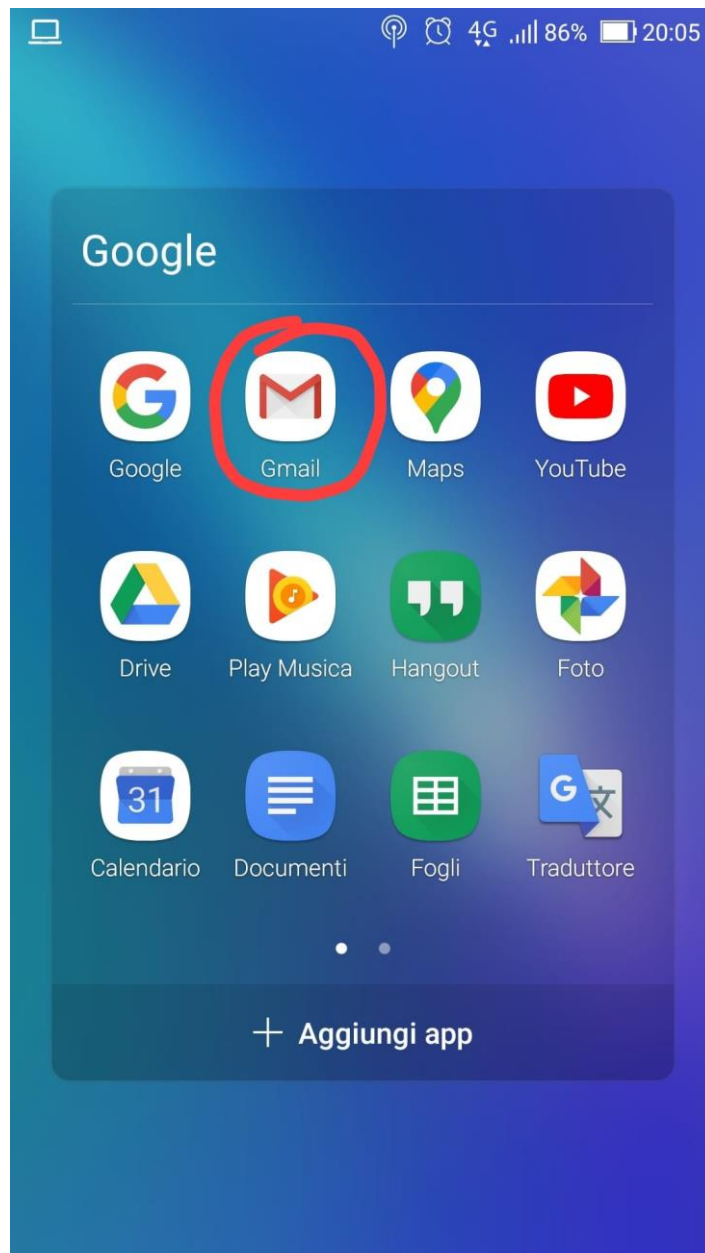 4G 86% 20:05
Google
Google Gmail Maps YouTube
Drive Play Musica Hangout Foto
31 G 文
Calendario Documenti Fogli Traduttore
+ Aggiungi app